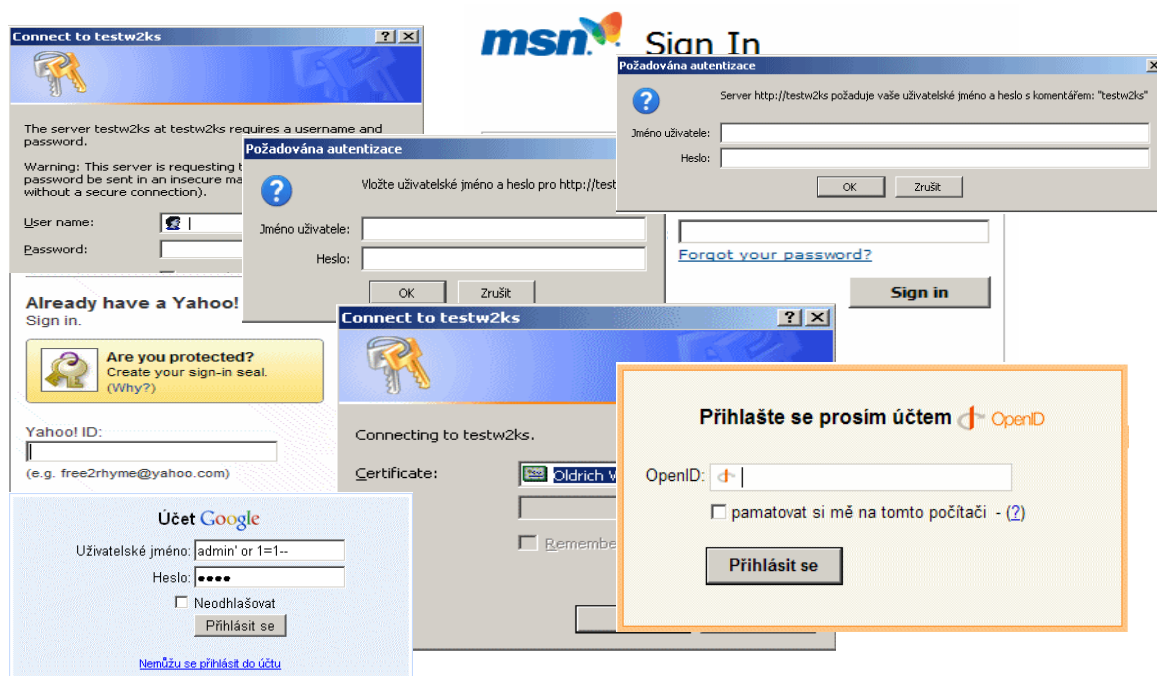 Connect to testw2ks
The server testw2ks at testw2ks requires a username and
password.
Warning: This server is requesting
password be sent in an insecure
without a secure connection).
User name:
Password:
msn Sign In
Požadována autentizace
Server http://testw2ks požaduje vaše uživatelské jméno a heslo s komentářem: "testw2ks"
Jméno uživatele:
Heslo:
OK Zrušit
Požadována autentizace
Vložte uživatelské jméno a heslo pro http://test
Jméno uživatele:
Heslo:
OK Zrušit
Forgot your password?
Sign in
Already have a Yahoo!
Sign in.
Are you protected?
Create your sign-in seal.
(Why?)
Yahoo! ID:
(e.g. free2rhyme@yahoo.com)
Connect to testw2ks
Connecting to testw2ks.
Certificate: Oldrich
Remembe
Přihlašte se prosím účtem OpenID
OpenID:
pamatovat si mě na tomto počítači - (?)
Přihlásit se
Účet Google
Uživatelské jméno: admin' or 1=1--
Heslo: ●●●●
Neodhlašovat
Přihlásit se
Nemůžu se přihlásit do účtu